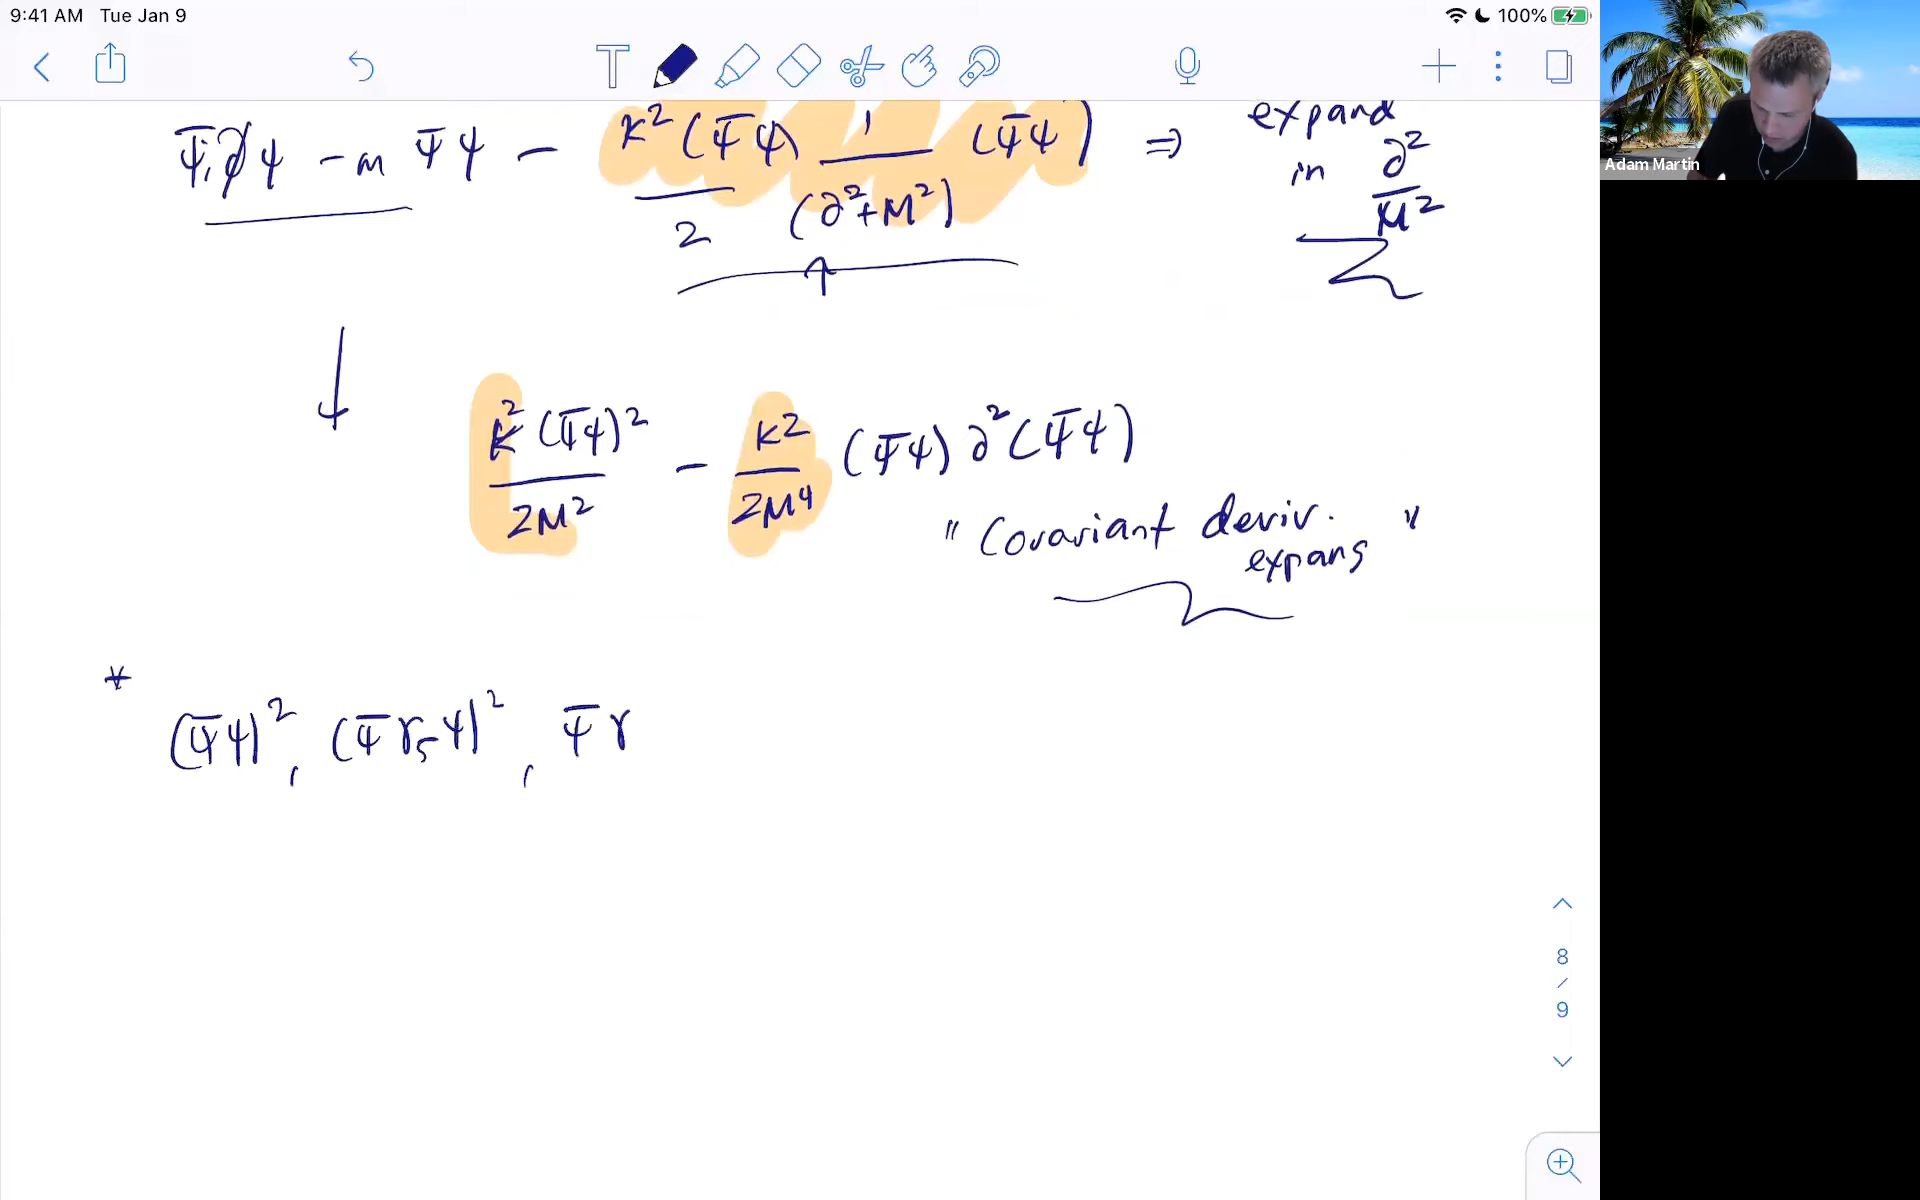 9:41 AM Tue Jan 9
100%
Adam Martin
Ψ̄ i∂̸ ψ - m Ψ̄ψ - κ²/2 (Ψ̄ψ) 1/(∂²+M²) (Ψ̄ψ) ⇒ expand in ∂²/M²
↓
κ²(Ψ̄ψ)²/2M² - κ²/2M⁴ (Ψ̄ψ) ∂² (Ψ̄ψ)
"Covariant deriv. expans"
*
(Ψ̄ψ)², (Ψ̄γ₅ψ)², Ψ̄γ
8
/
9